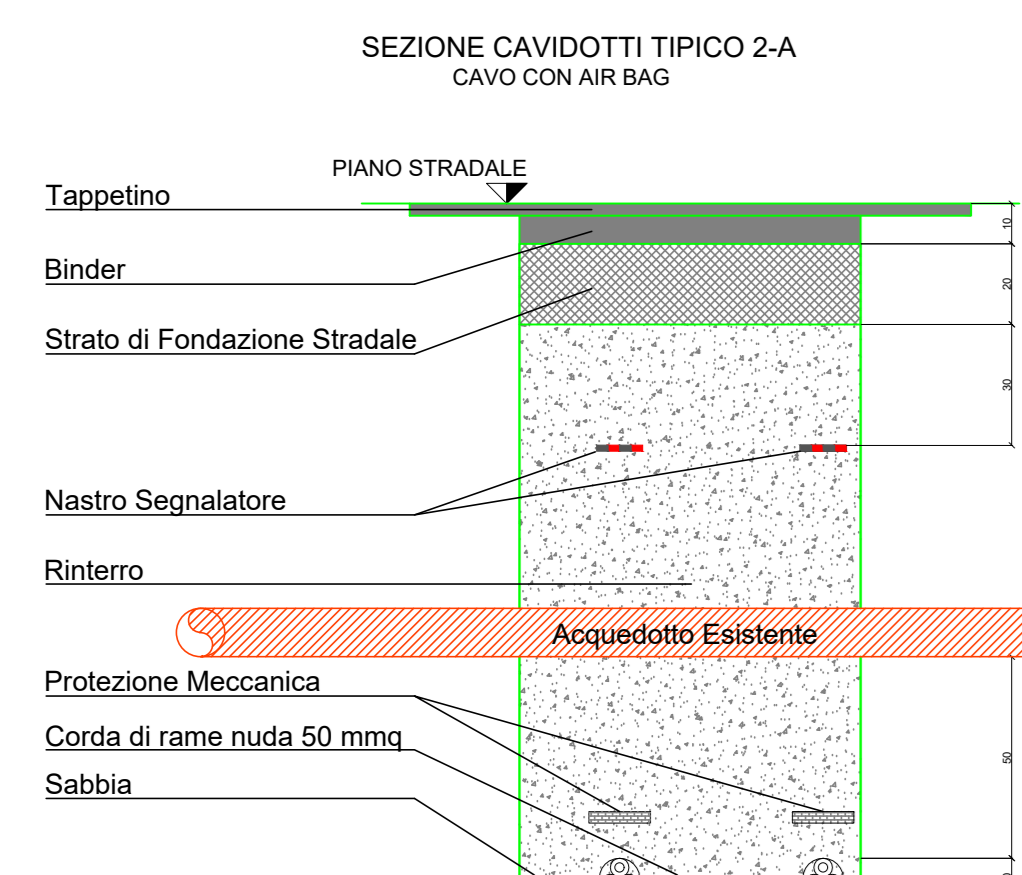 SEZIONE CAVIDOTTI TIPICO 2-A
CAVO CON AIR BAG
PIANO STRADALE
Tappetino
10
Binder
20
Strato di Fondazione Stradale
30
Nastro Segnalatore
Rinterro
Acquedotto Esistente
Protezione Meccanica
Corda di rame nuda 50 mmq
50
Sabbia